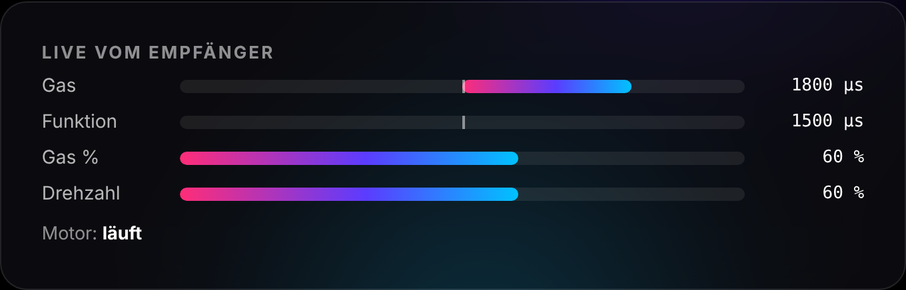 LIVE VOM EMPFÄNGER
Gas 1800 µs
Funktion 1500 µs
Gas % 60 %
Drehzahl 60 %
Motor: läuft